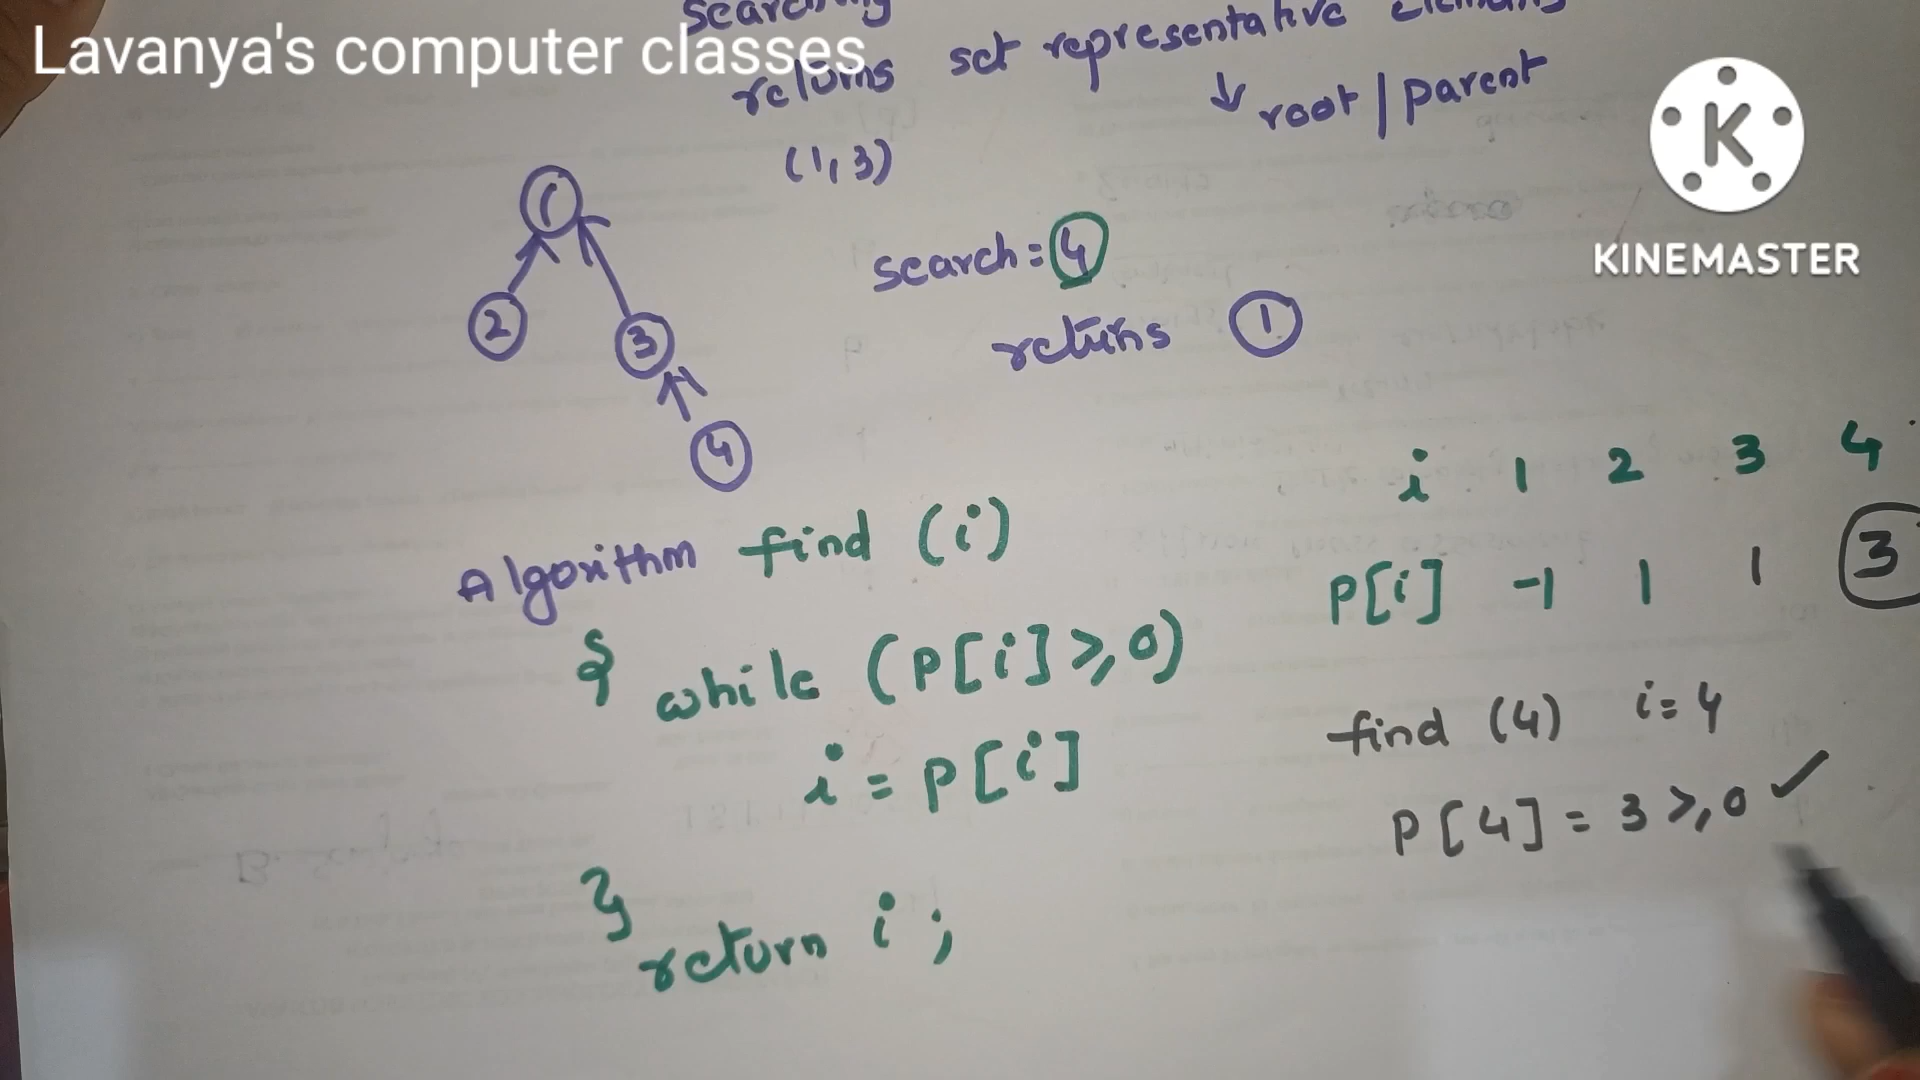 Lavanya's computer classes
Searching
returns set representative elements
↓ root | parent
(1, 3)
1
2
3
4
search = 4
returns 1
Algorithm find (i)
{ while (P[i] ≥ 0)
i = P[i]
}
return i ;
i 1 2 3 4
P[i] -1 1 1 3
find (4) i = 4
P[4] = 3 ≥ 0 ✓
K
KINEMASTER